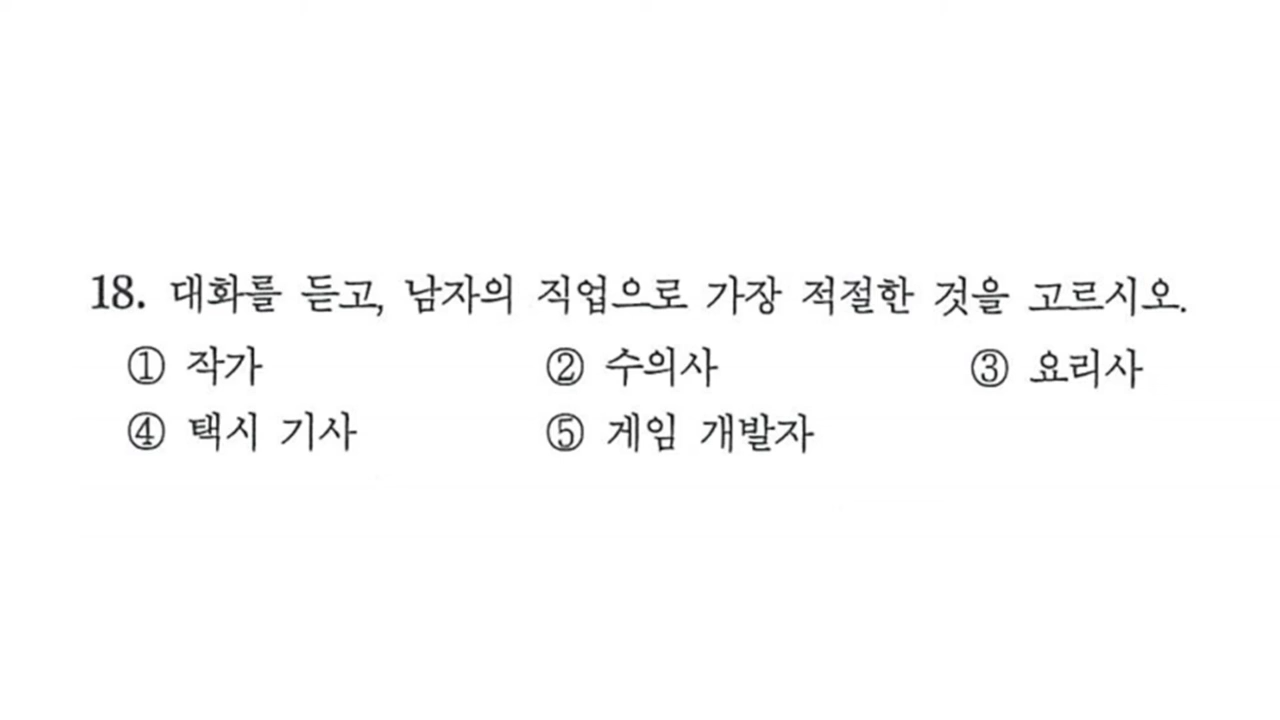 18. 대화를 듣고, 남자의 직업으로 가장 적절한 것을 고르시오.
① 작가 ② 수의사 ③ 요리사
④ 택시 기사 ⑤ 게임 개발자